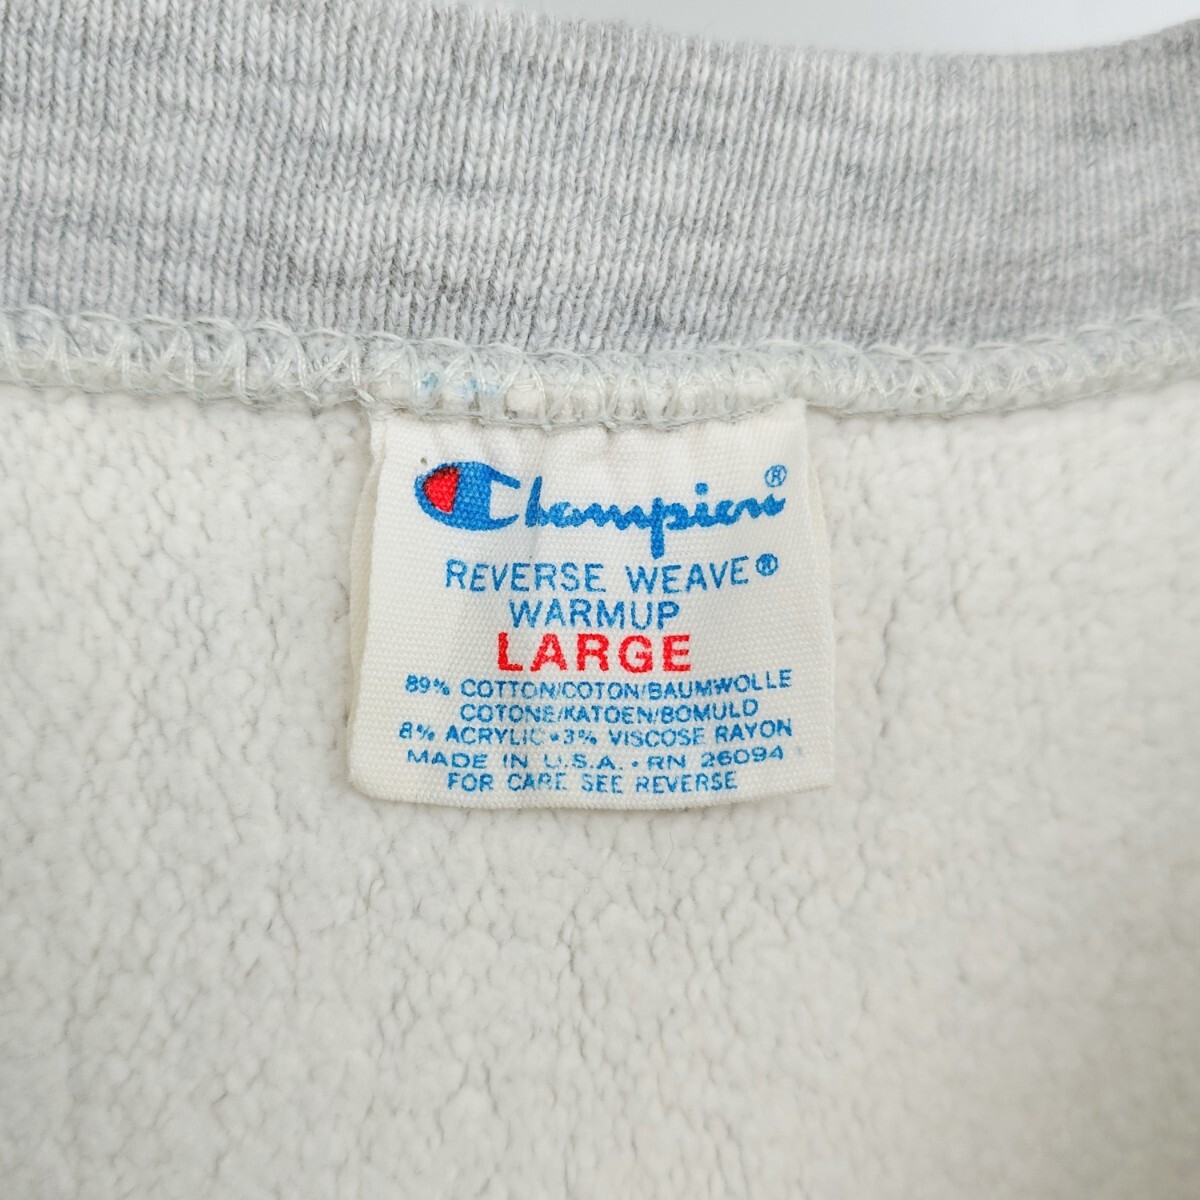 Champion®
REVERSE WEAVE®
WARMUP
LARGE
89% COTTON/COTON/BAUMWOLLE
COTONE/KATOEN/BOMULD
8% ACRYLIC • 3% VISCOSE RAYON
MADE IN U.S.A. • RN 26094
FOR CARE SEE REVERSE